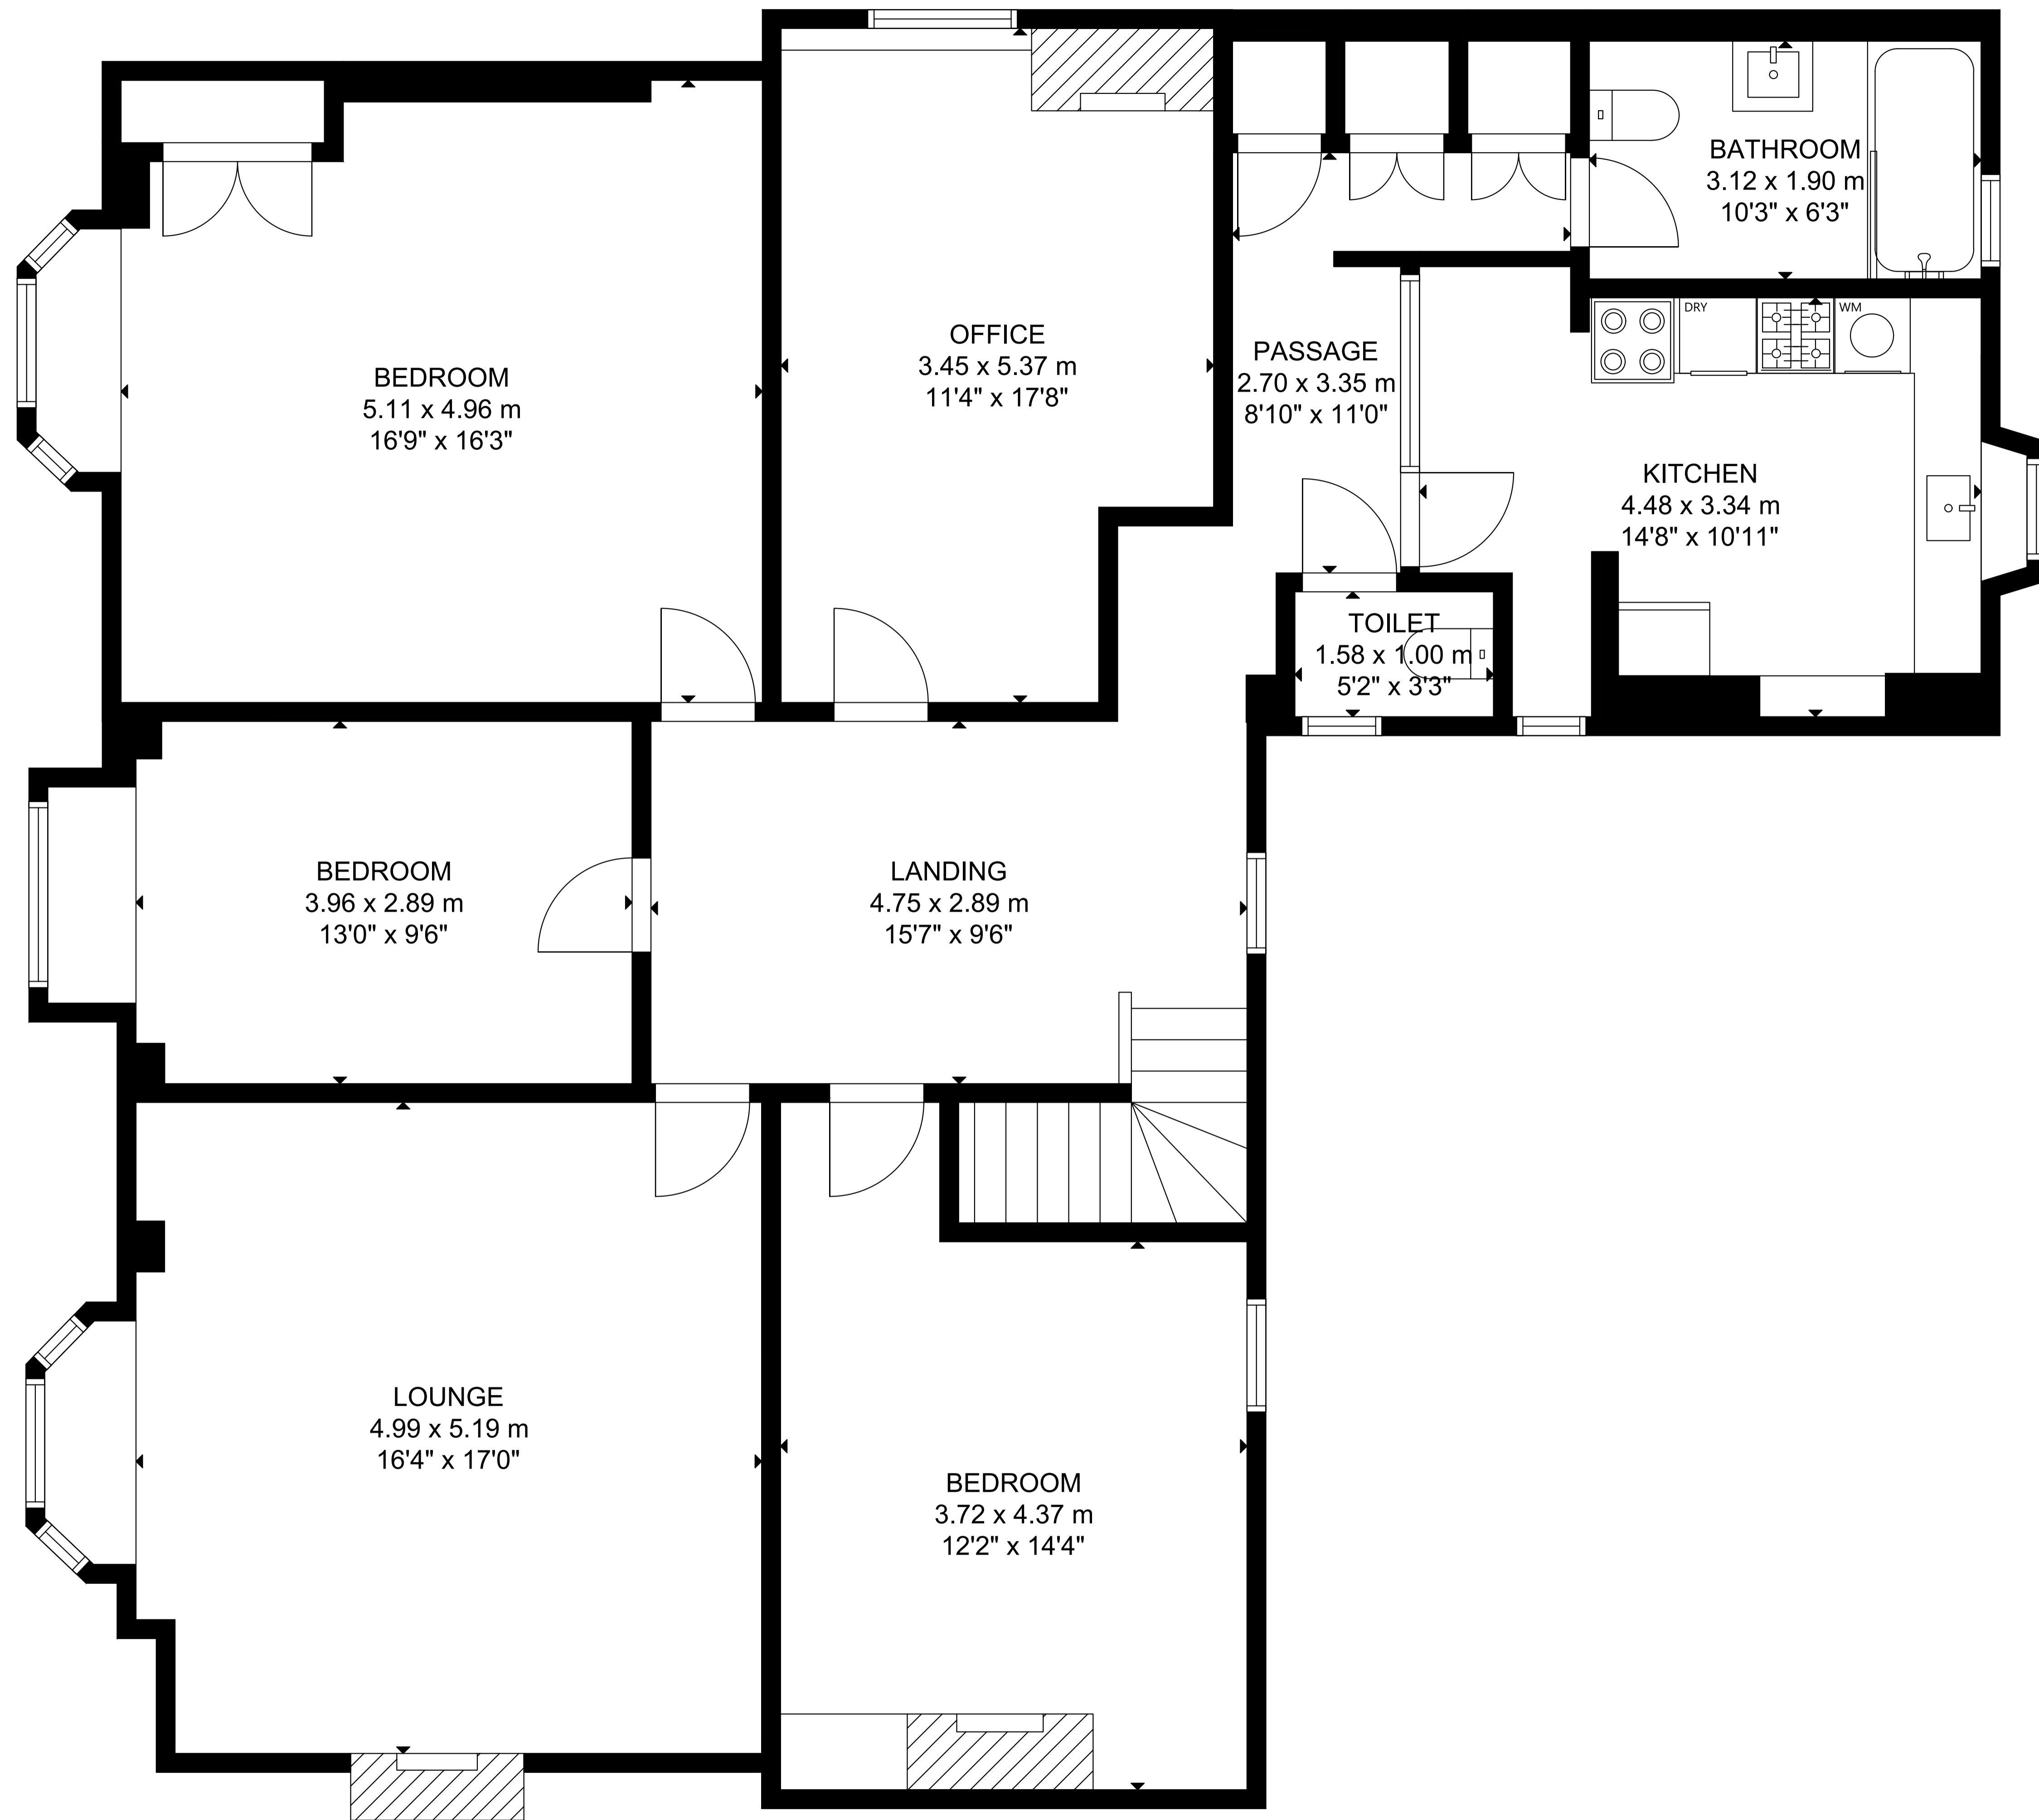 BATHROOM
3.12 x 1.90 m
10'3" x 6'3"
DRY
WM
OFFICE
3.45 x 5.37 m
11'4" x 17'8"
PASSAGE
2.70 x 3.35 m
8'10" x 11'0"
BEDROOM
5.11 x 4.96 m
16'9" x 16'3"
KITCHEN
4.48 x 3.34 m
14'8" x 10'11"
TOILET
1.58 x 1.00 m
5'2" x 3'3"
BEDROOM
3.96 x 2.89 m
13'0" x 9'6"
LANDING
4.75 x 2.89 m
15'7" x 9'6"
LOUNGE
4.99 x 5.19 m
16'4" x 17'0"
BEDROOM
3.72 x 4.37 m
12'2" x 14'4"